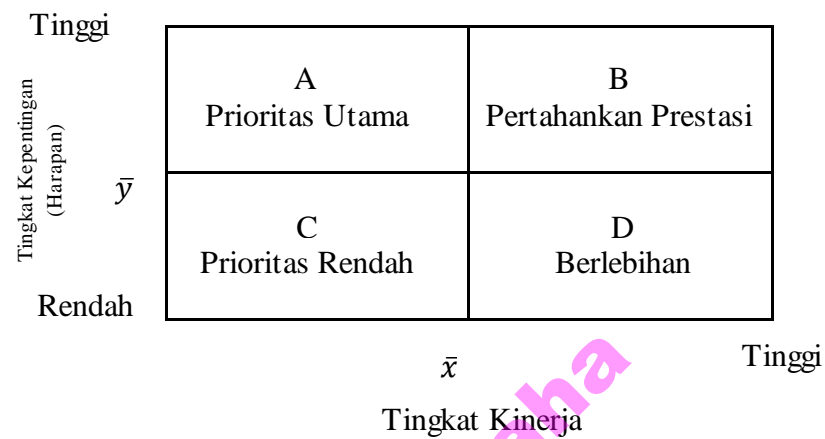 Tinggi
A
Prioritas Utama
B
Pertahankan Prestasi
Tingkat Kepentingan
(Harapan)
ȳ
C
Prioritas Rendah
D
Berlebihan
Rendah
x̄
Tinggi
Tingkat Kinerja